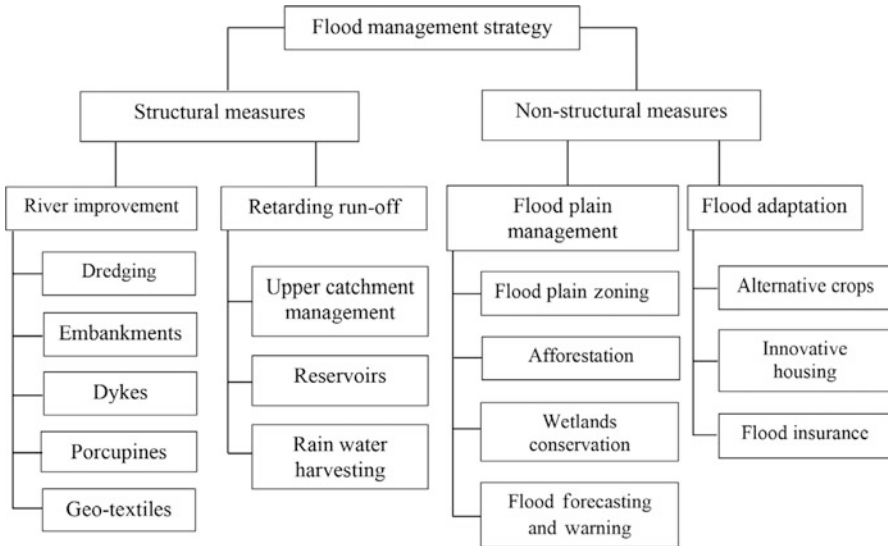 Flood management strategy
Structural measures
Non-structural measures
River improvement
Retarding run-off
Flood plain
management
Flood adaptation
Dredging
Embankments
Dykes
Porcupines
Geo-textiles
Upper catchment
management
Reservoirs
Rain water
harvesting
Flood plain zoning
Afforestation
Wetlands
conservation
Flood forecasting
and warning
Alternative crops
Innovative
housing
Flood insurance